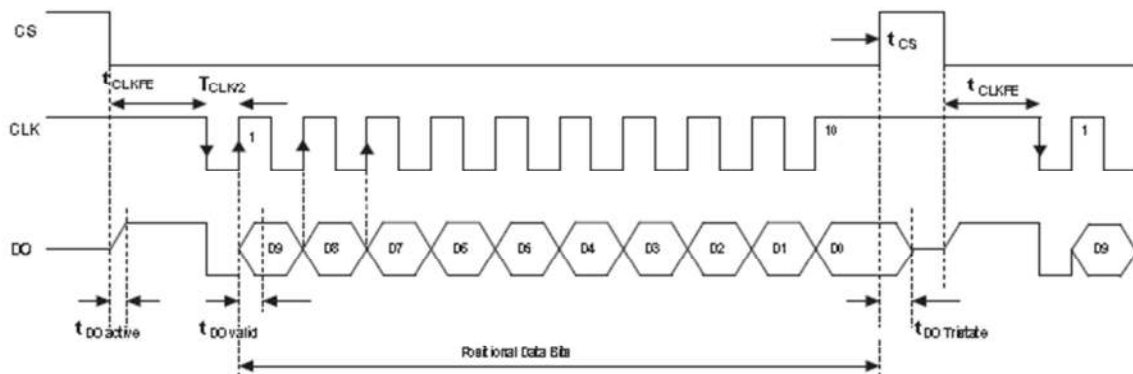 CS
t CS
t CLKFE
T CLK/2
t CLKFE
CLK
1
10
1
DO
D9
D8
D7
D6
D5
D4
D3
D2
D1
D0
D9
t DO active
t DO valid
t DO Tristate
Positional Data Bits